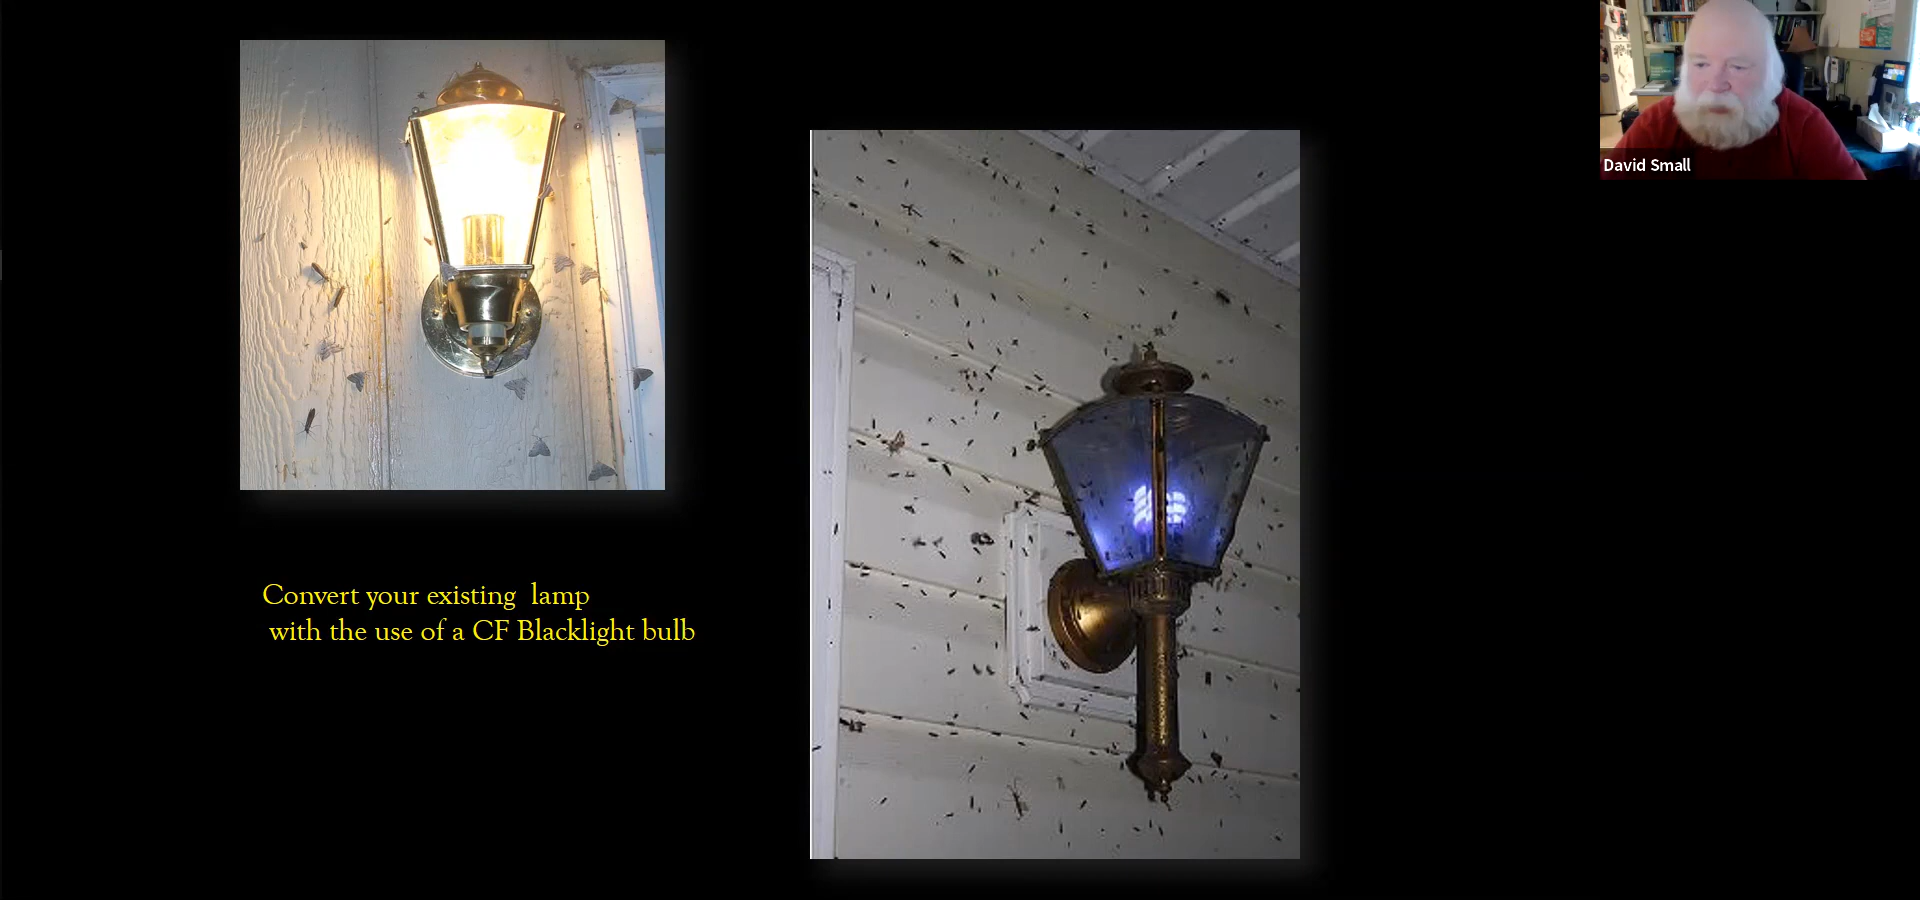 David Small
Convert your existing lamp
with the use of a CF Blacklight bulb